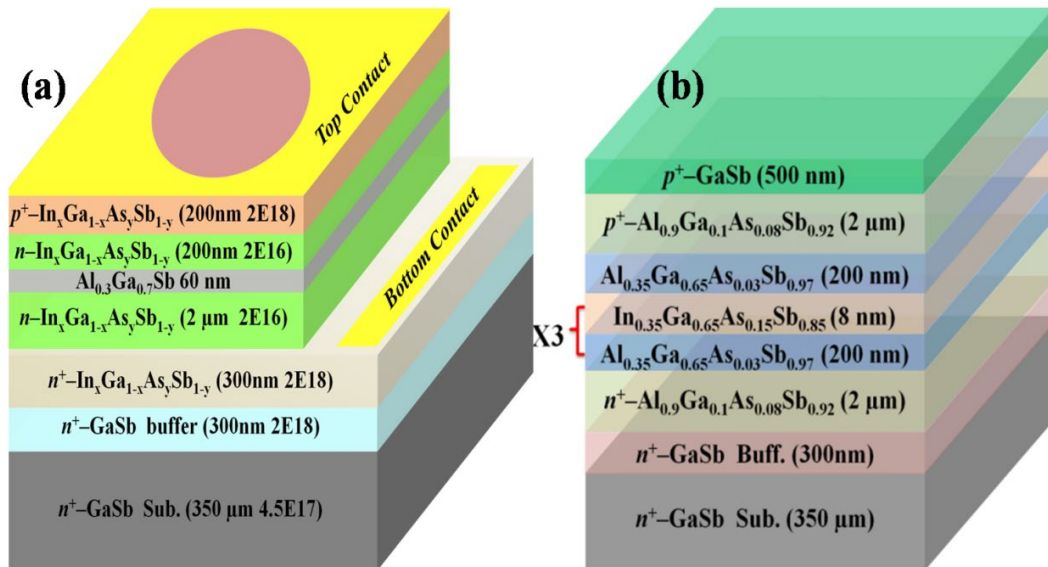 (a)
Top Contact
p⁺–InₓGa₁₋ₓAsᵧSb₁₋ᵧ (200nm 2E18)
n–InₓGa₁₋ₓAsᵧSb₁₋ᵧ (200nm 2E16)
Al₀.₃Ga₀.₇Sb 60 nm
n–InₓGa₁₋ₓAsᵧSb₁₋ᵧ (2 μm 2E16)
Bottom Contact
n⁺–InₓGa₁₋ₓAsᵧSb₁₋ᵧ (300nm 2E18)
n⁺–GaSb buffer (300nm 2E18)
n⁺–GaSb Sub. (350 μm 4.5E17)
(b)
p⁺–GaSb (500 nm)
p⁺–Al₀.₉Ga₀.₁As₀.₀₈Sb₀.₉₂ (2 μm)
Al₀.₃₅Ga₀.₆₅As₀.₀₃Sb₀.₉₇ (200 nm)
X3
In₀.₃₅Ga₀.₆₅As₀.₁₅Sb₀.₈₅ (8 nm)
Al₀.₃₅Ga₀.₆₅As₀.₀₃Sb₀.₉₇ (200 nm)
n⁺–Al₀.₉Ga₀.₁As₀.₀₈Sb₀.₉₂ (2 μm)
n⁺–GaSb Buff. (300nm)
n⁺–GaSb Sub. (350 μm)